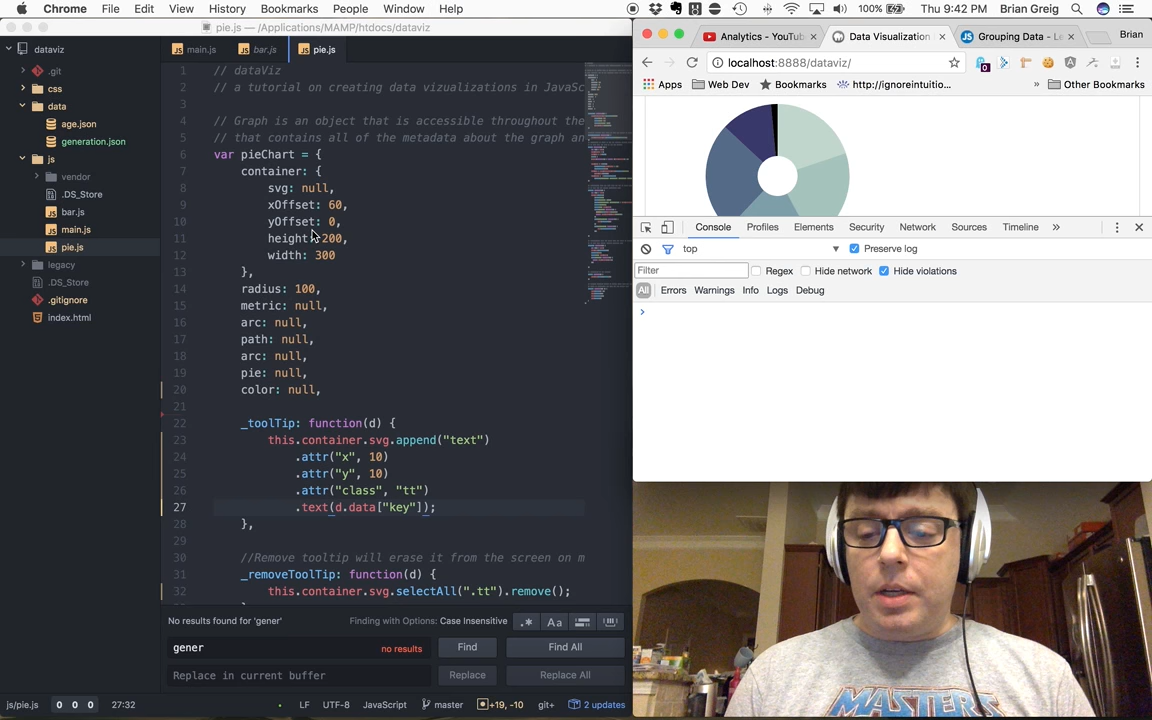 Chrome File Edit View History Bookmarks People Window Help 100% Thu 9:42 PM Brian Greig
pie.js — /Applications/MAMP/htdocs/dataviz
dataviz
.git
css
data
age.json
generation.json
js
vendor
.DS_Store
bar.js
main.js
pie.js
legacy
.DS_Store
.gitignore
index.html
main.js bar.js pie.js
1 // dataViz
2 // a tutorial on creating data vizualizations in JavaSc
3
4 // Graph is an object that is accessible throughout the
5 // that contains all of the metadata about the graph an
6 var pieChart = {
7 container: {
8 svg: null,
9 xOffset: 60,
10 yOffset: 0,
11 height: 200,
12 width: 300
13 },
14 radius: 100,
15 metric: null,
16 arc: null,
17 path: null,
18 arc: null,
19 pie: null,
20 color: null,
21
22 _toolTip: function(d) {
23 this.container.svg.append("text")
24 .attr("x", 10)
25 .attr("y", 10)
26 .attr("class", "tt")
27 .text(d.data["key"]);
28 },
29
30 //Remove tooltip will erase it from the screen on m
31 _removeToolTip: function(d) {
32 this.container.svg.selectAll(".tt").remove();
No results found for 'gener' Finding with Options: Case Insensitive .* Aa
gener no results Find Find All
Replace in current buffer Replace Replace All
js/pie.js 0 0 0 27:32 LF UTF-8 JavaScript master +19, -10 git+ 2 updates
Analytics - YouTub Data Visualization Grouping Data - Le Brian
localhost:8888/dataviz/
Apps Web Dev Bookmarks http://ignoreintuitio... » Other Bookmarks
Console Profiles Elements Security Network Sources Timeline »
top Preserve log
Filter Regex Hide network Hide violations
All Errors Warnings Info Logs Debug
MASTERS